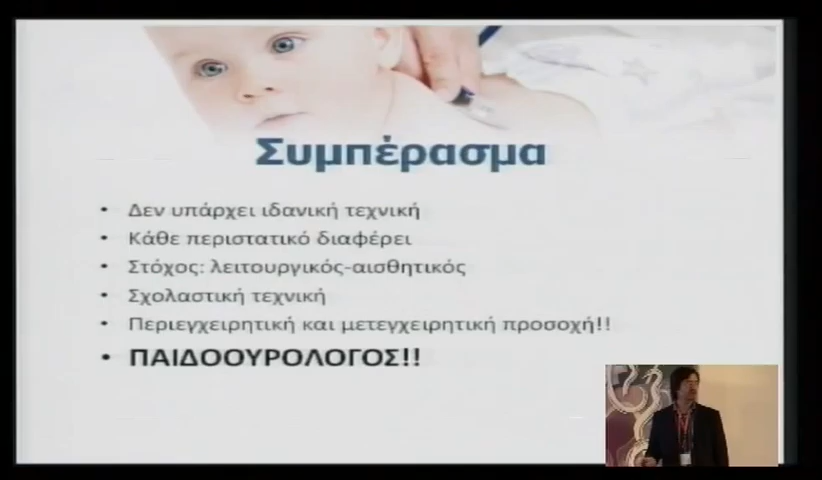 Συμπέρασμα
• Δεν υπάρχει ιδανική τεχνική
• Κάθε περιστατικό διαφέρει
• Στόχος: λειτουργικός-αισθητικός
• Σχολαστική τεχνική
• Περιεγχειρητική και μετεγχειρητική προσοχή!!
• ΠΑΙΔΟΟΥΡΟΛΟΓΟΣ!!